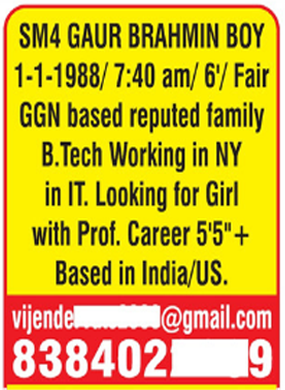 SM4 GAUR BRAHMIN BOY
1-1-1988/ 7:40 am/ 6'/ Fair
GGN based reputed family
B.Tech Working in NY
in IT. Looking for Girl
with Prof. Career 5'5"+
Based in India/US.
vijende @gmail.com
838402 9